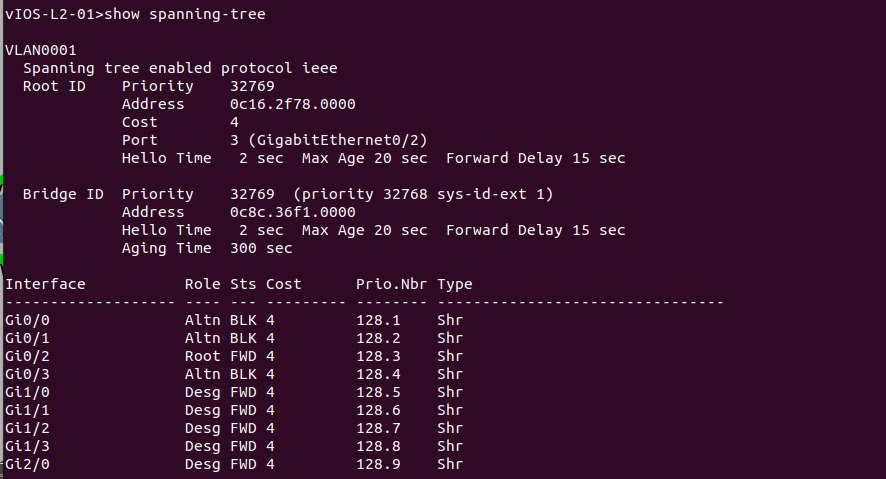 vIOS-L2-01>show spanning-tree

VLAN0001
  Spanning tree enabled protocol ieee
  Root ID    Priority    32769
             Address     0c16.2f78.0000
             Cost        4
             Port        3 (GigabitEthernet0/2)
             Hello Time   2 sec  Max Age 20 sec  Forward Delay 15 sec

  Bridge ID  Priority    32769  (priority 32768 sys-id-ext 1)
             Address     0c8c.36f1.0000
             Hello Time   2 sec  Max Age 20 sec  Forward Delay 15 sec
             Aging Time  300 sec

Interface           Role Sts Cost      Prio.Nbr Type
------------------- ---- --- --------- -------- --------------------------------
Gi0/0               Altn BLK 4         128.1    Shr
Gi0/1               Altn BLK 4         128.2    Shr
Gi0/2               Root FWD 4         128.3    Shr
Gi0/3               Altn BLK 4         128.4    Shr
Gi1/0               Desg FWD 4         128.5    Shr
Gi1/1               Desg FWD 4         128.6    Shr
Gi1/2               Desg FWD 4         128.7    Shr
Gi1/3               Desg FWD 4         128.8    Shr
Gi2/0               Desg FWD 4         128.9    Shr